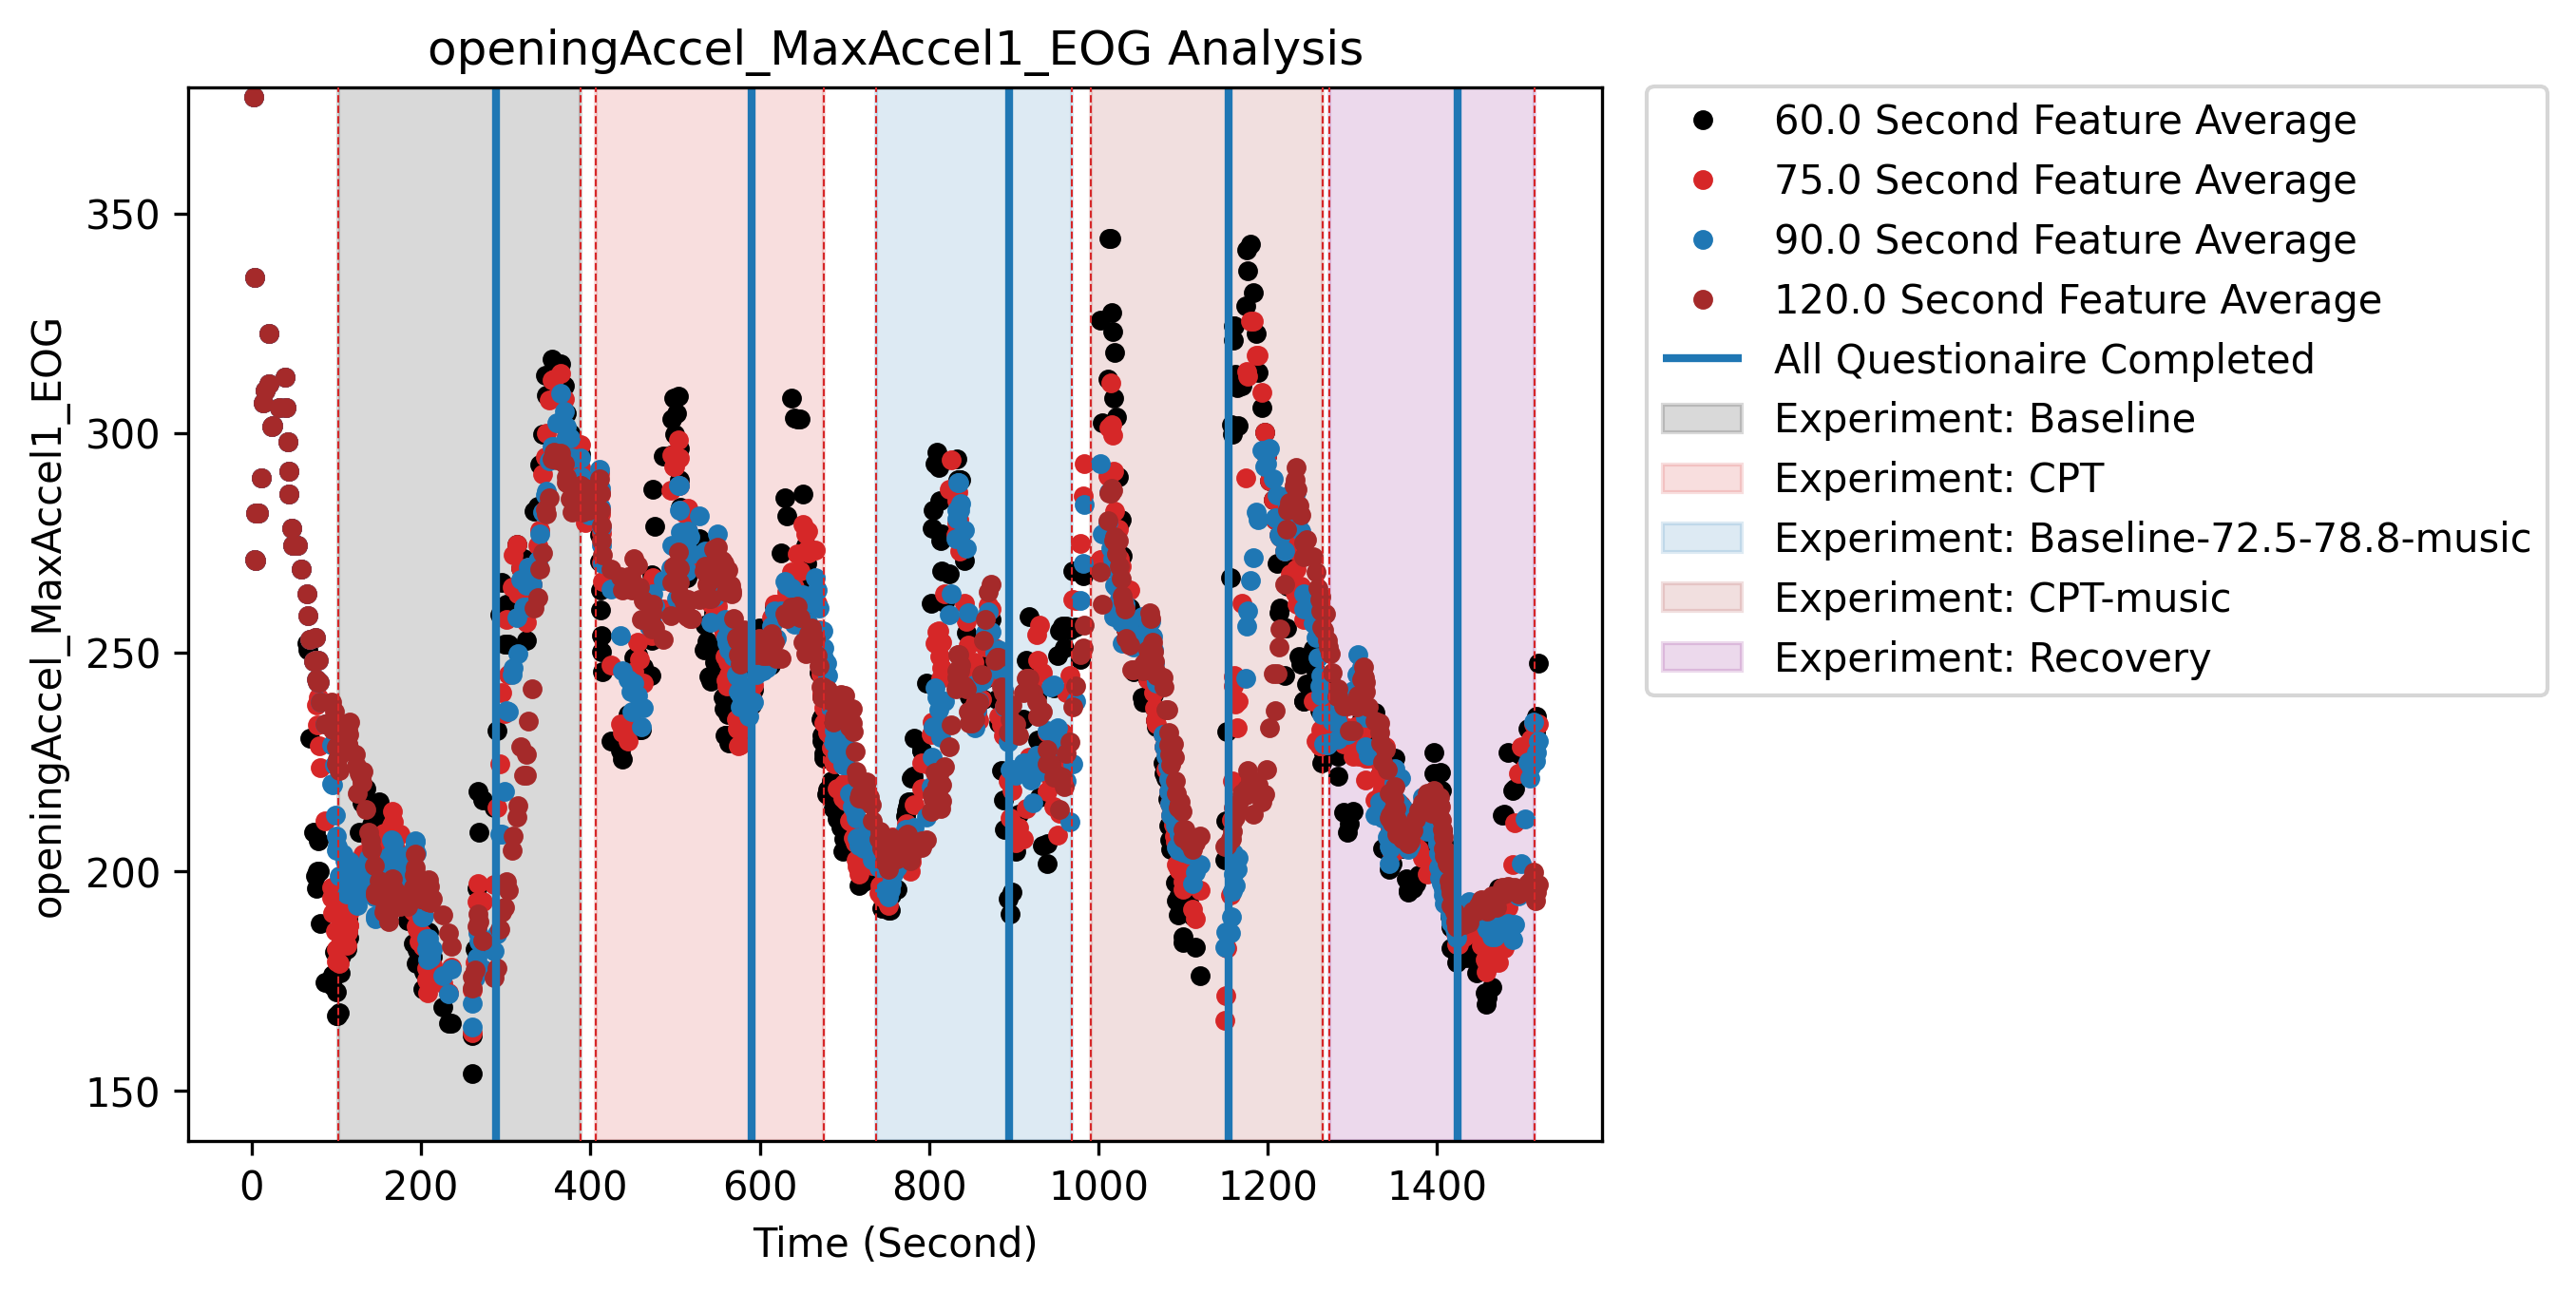 openingAccel_MaxAccel1_EOG Analysis
openingAccel_MaxAccel1_EOG
350
300
250
200
150
0 200 400 600 800 1000 1200 1400
Time (Second)
60.0 Second Feature Average
75.0 Second Feature Average
90.0 Second Feature Average
120.0 Second Feature Average
All Questionaire Completed
Experiment: Baseline
Experiment: CPT
Experiment: Baseline-72.5-78.8-music
Experiment: CPT-music
Experiment: Recovery